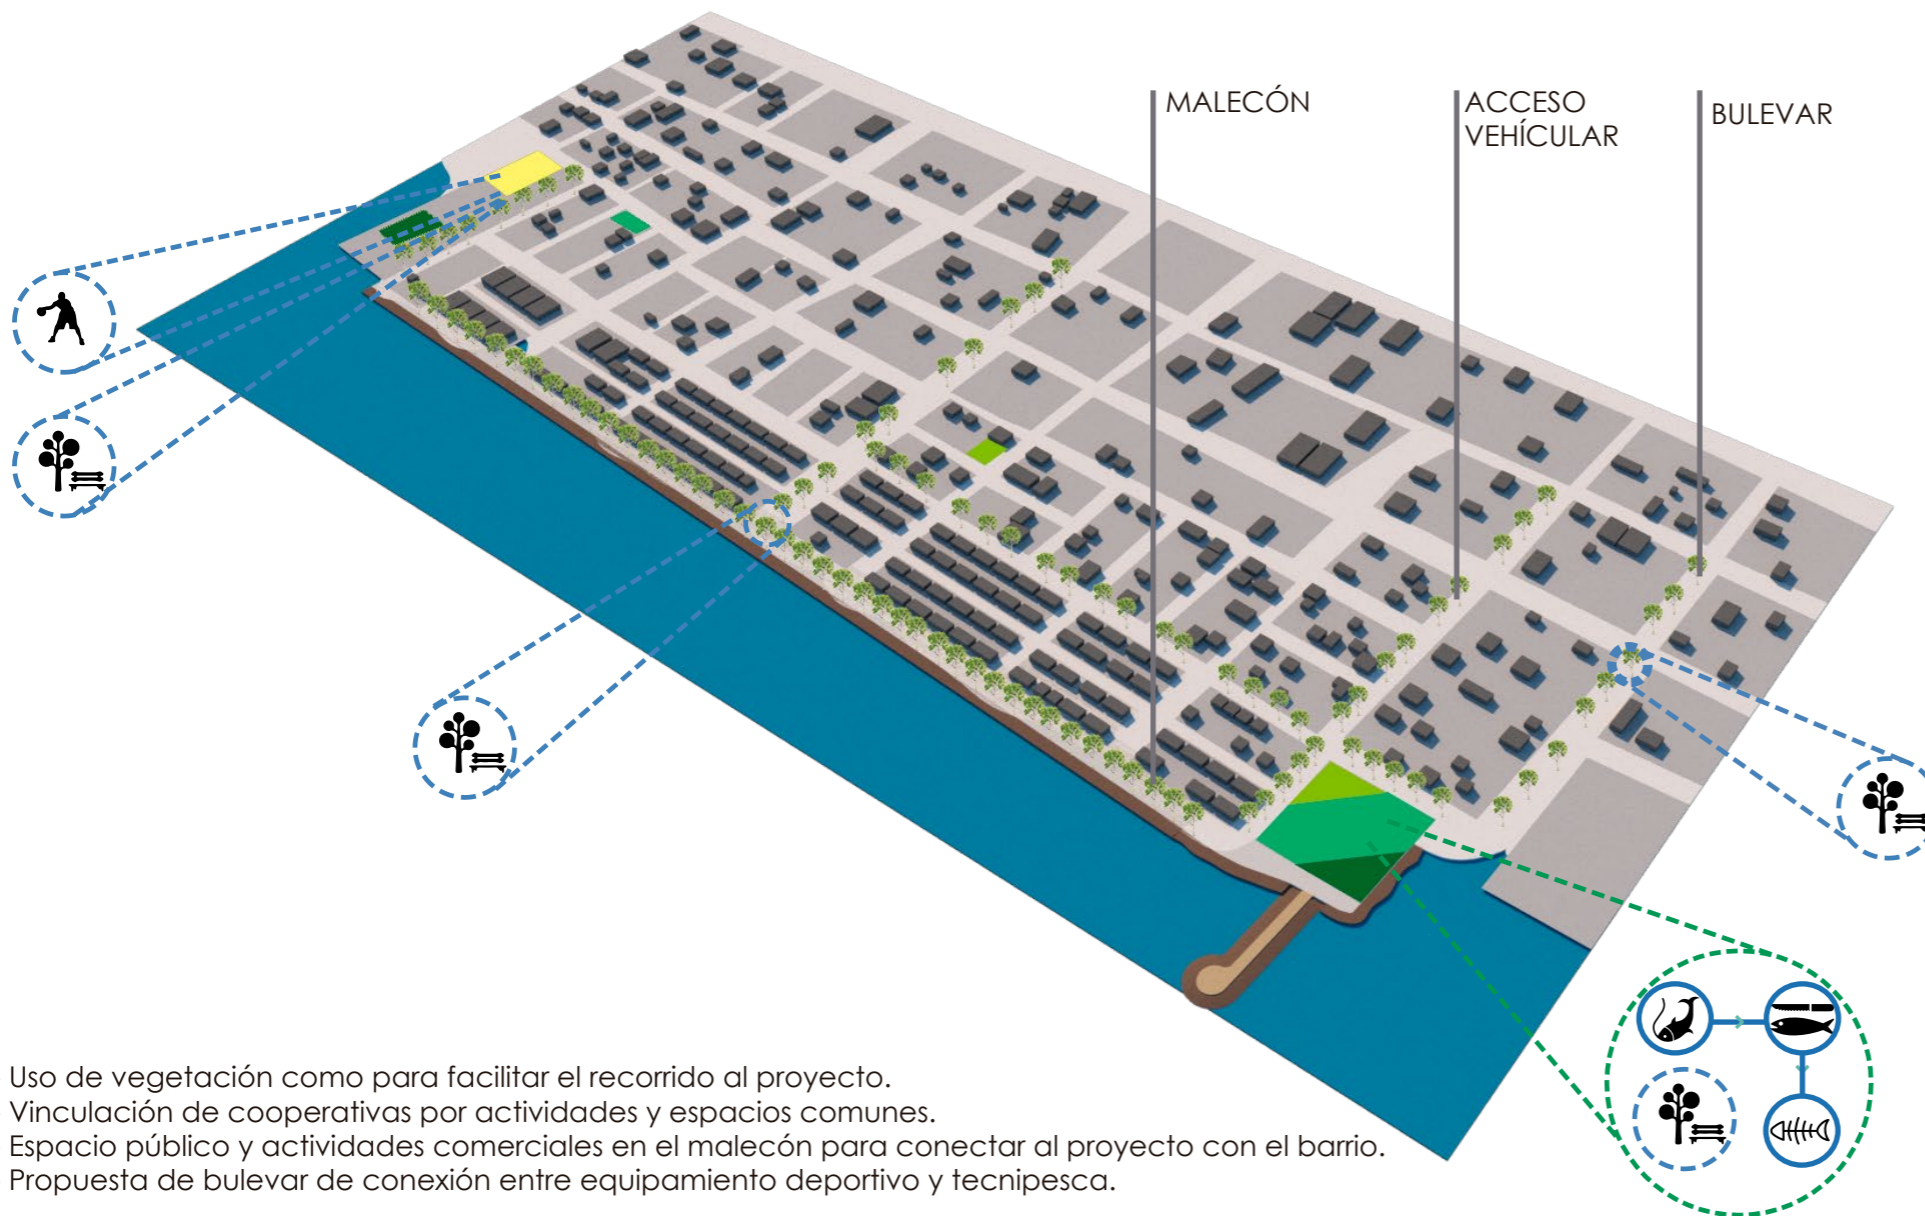 MALECÓN
ACCESO
VEHÍCULAR
BULEVAR
Uso de vegetación como para facilitar el recorrido al proyecto.
Vinculación de cooperativas por actividades y espacios comunes.
Espacio público y actividades comerciales en el malecón para conectar al proyecto con el barrio.
Propuesta de bulevar de conexión entre equipamiento deportivo y tecnipesca.